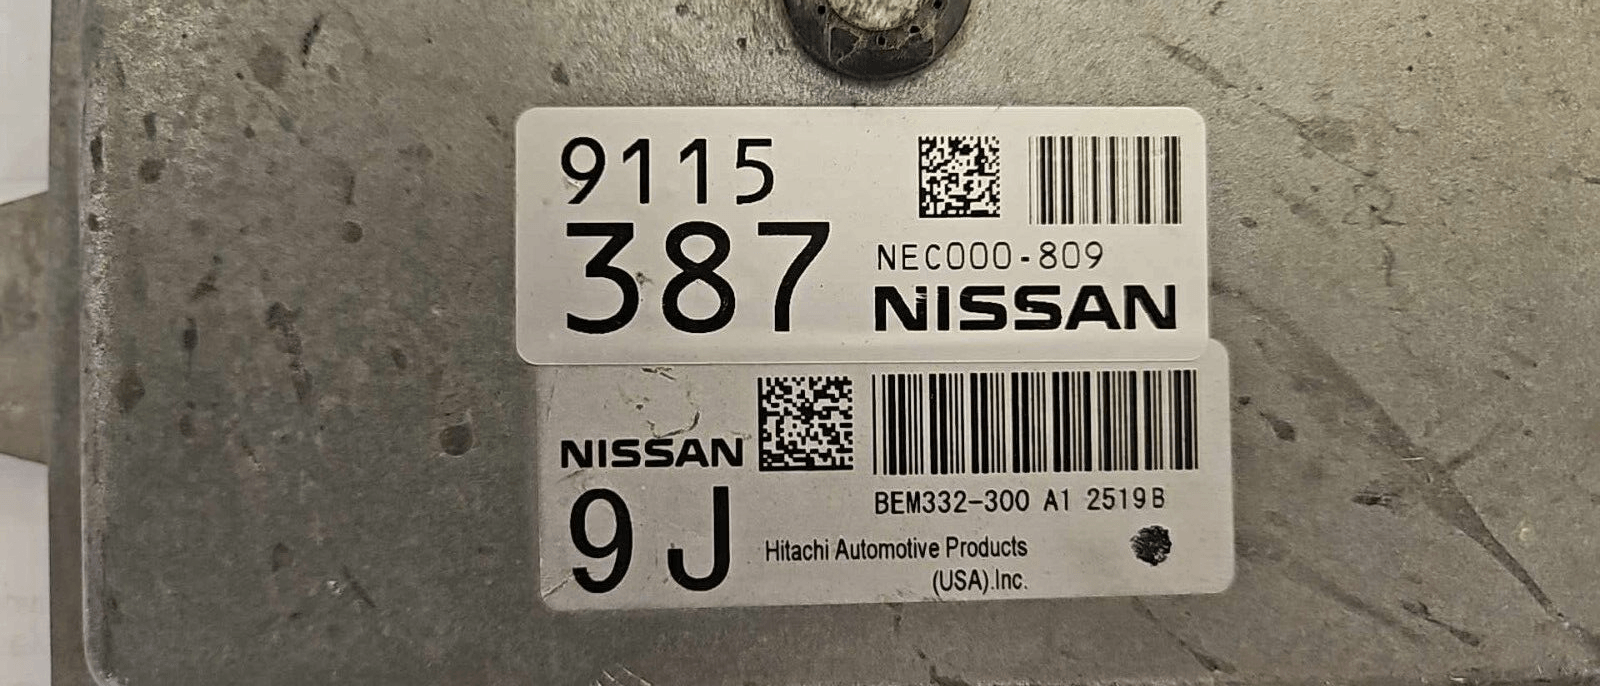 9115
387
NEC000-809
NISSAN
NISSAN
9J
BEM332-300 A1 2519B
Hitachi Automotive Products
(USA).Inc.